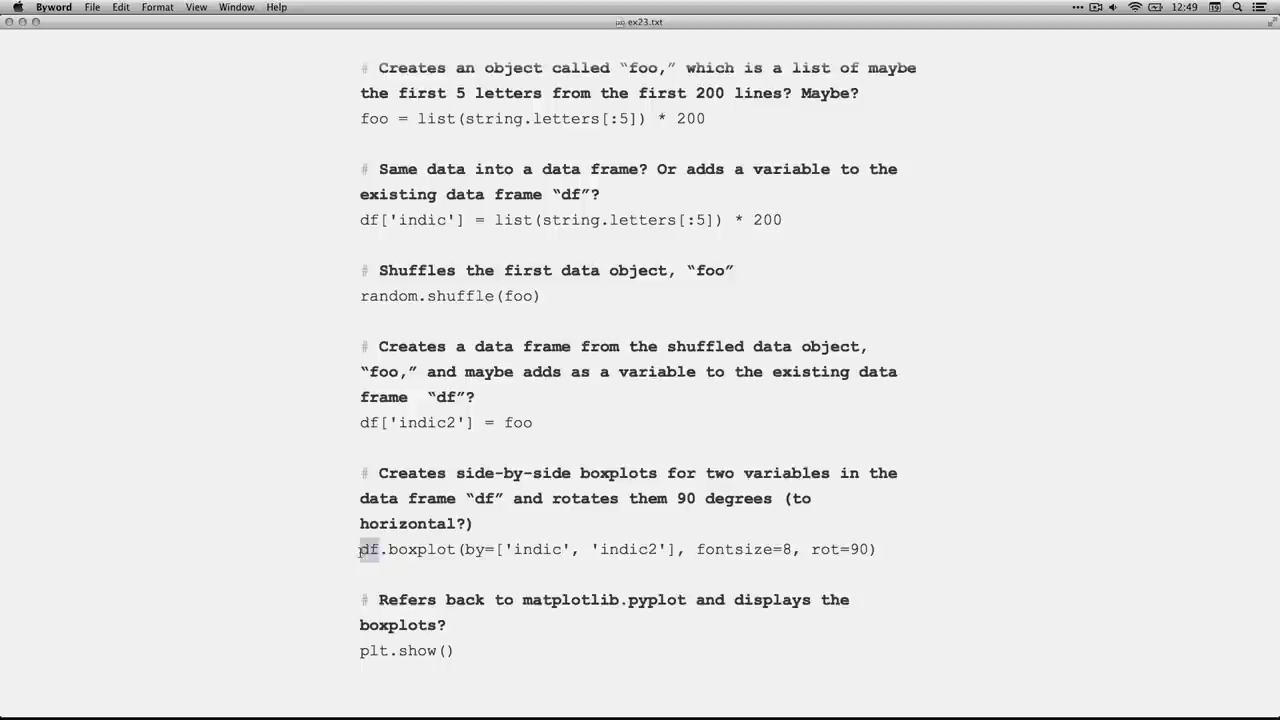 Byword File Edit Format View Window Help 12:49
ex23.txt
# Creates an object called “foo,” which is a list of maybe
the first 5 letters from the first 200 lines? Maybe?
foo = list(string.letters[:5]) * 200
# Same data into a data frame? Or adds a variable to the
existing data frame “df”?
df['indic'] = list(string.letters[:5]) * 200
# Shuffles the first data object, “foo”
random.shuffle(foo)
# Creates a data frame from the shuffled data object,
“foo,” and maybe adds as a variable to the existing data
frame  “df”?
df['indic2'] = foo
# Creates side-by-side boxplots for two variables in the
data frame “df” and rotates them 90 degrees (to
horizontal?)
df.boxplot(by=['indic', 'indic2'], fontsize=8, rot=90)
# Refers back to matplotlib.pyplot and displays the
boxplots?
plt.show()